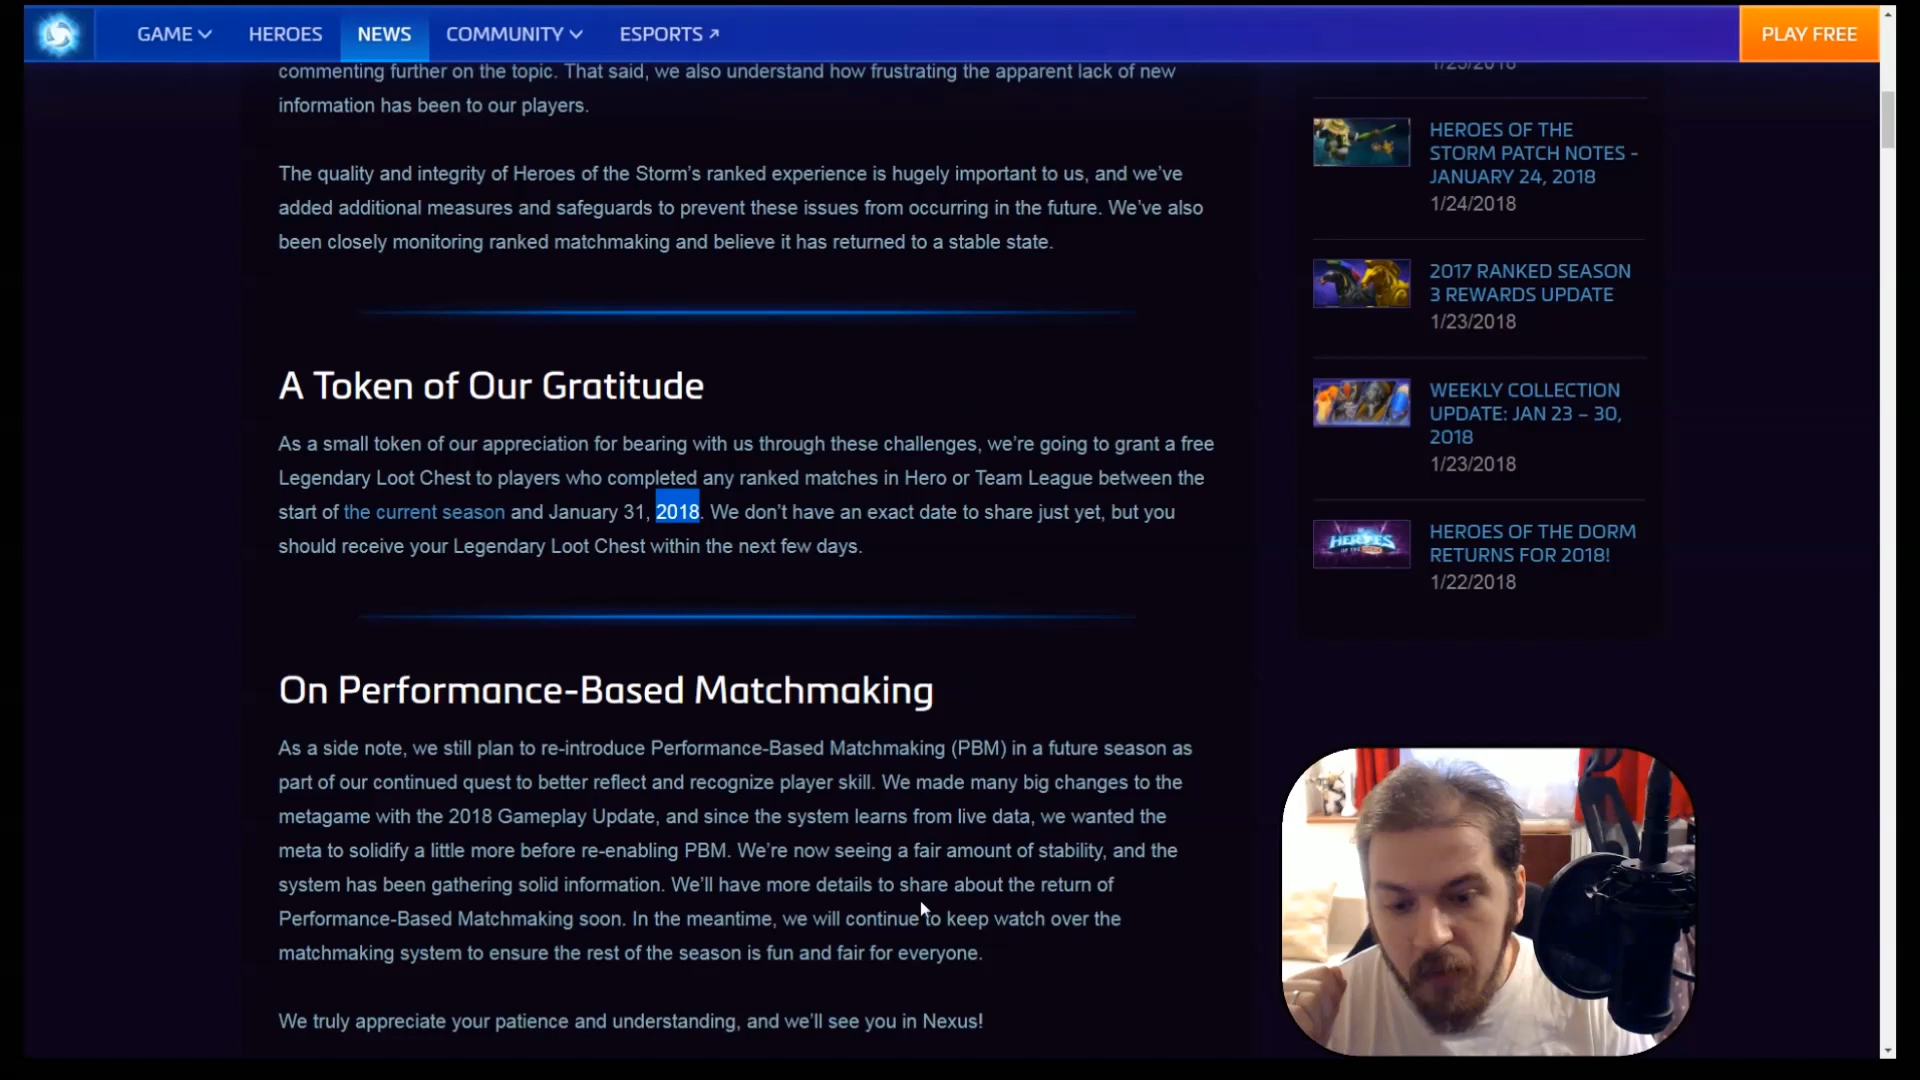 GAME HEROES NEWS COMMUNITY ESPORTS PLAY FREE
commenting further on the topic. That said, we also understand how frustrating the apparent lack of new
information has been to our players.
The quality and integrity of Heroes of the Storm’s ranked experience is hugely important to us, and we’ve
added additional measures and safeguards to prevent these issues from occurring in the future. We’ve also
been closely monitoring ranked matchmaking and believe it has returned to a stable state.
A Token of Our Gratitude
As a small token of our appreciation for bearing with us through these challenges, we’re going to grant a free
Legendary Loot Chest to players who completed any ranked matches in Hero or Team League between the
start of the current season and January 31, 2018. We don’t have an exact date to share just yet, but you
should receive your Legendary Loot Chest within the next few days.
On Performance-Based Matchmaking
As a side note, we still plan to re-introduce Performance-Based Matchmaking (PBM) in a future season as
part of our continued quest to better reflect and recognize player skill. We made many big changes to the
metagame with the 2018 Gameplay Update, and since the system learns from live data, we wanted the
meta to solidify a little more before re-enabling PBM. We’re now seeing a fair amount of stability, and the
system has been gathering solid information. We’ll have more details to share about the return of
Performance-Based Matchmaking soon. In the meantime, we will continue to keep watch over the
matchmaking system to ensure the rest of the season is fun and fair for everyone.
We truly appreciate your patience and understanding, and we’ll see you in Nexus!
1/25/2018
HEROES OF THE
STORM PATCH NOTES -
JANUARY 24, 2018
1/24/2018
2017 RANKED SEASON
3 REWARDS UPDATE
1/23/2018
WEEKLY COLLECTION
UPDATE: JAN 23 – 30,
2018
1/23/2018
HEROES
HEROES OF THE DORM
RETURNS FOR 2018!
1/22/2018